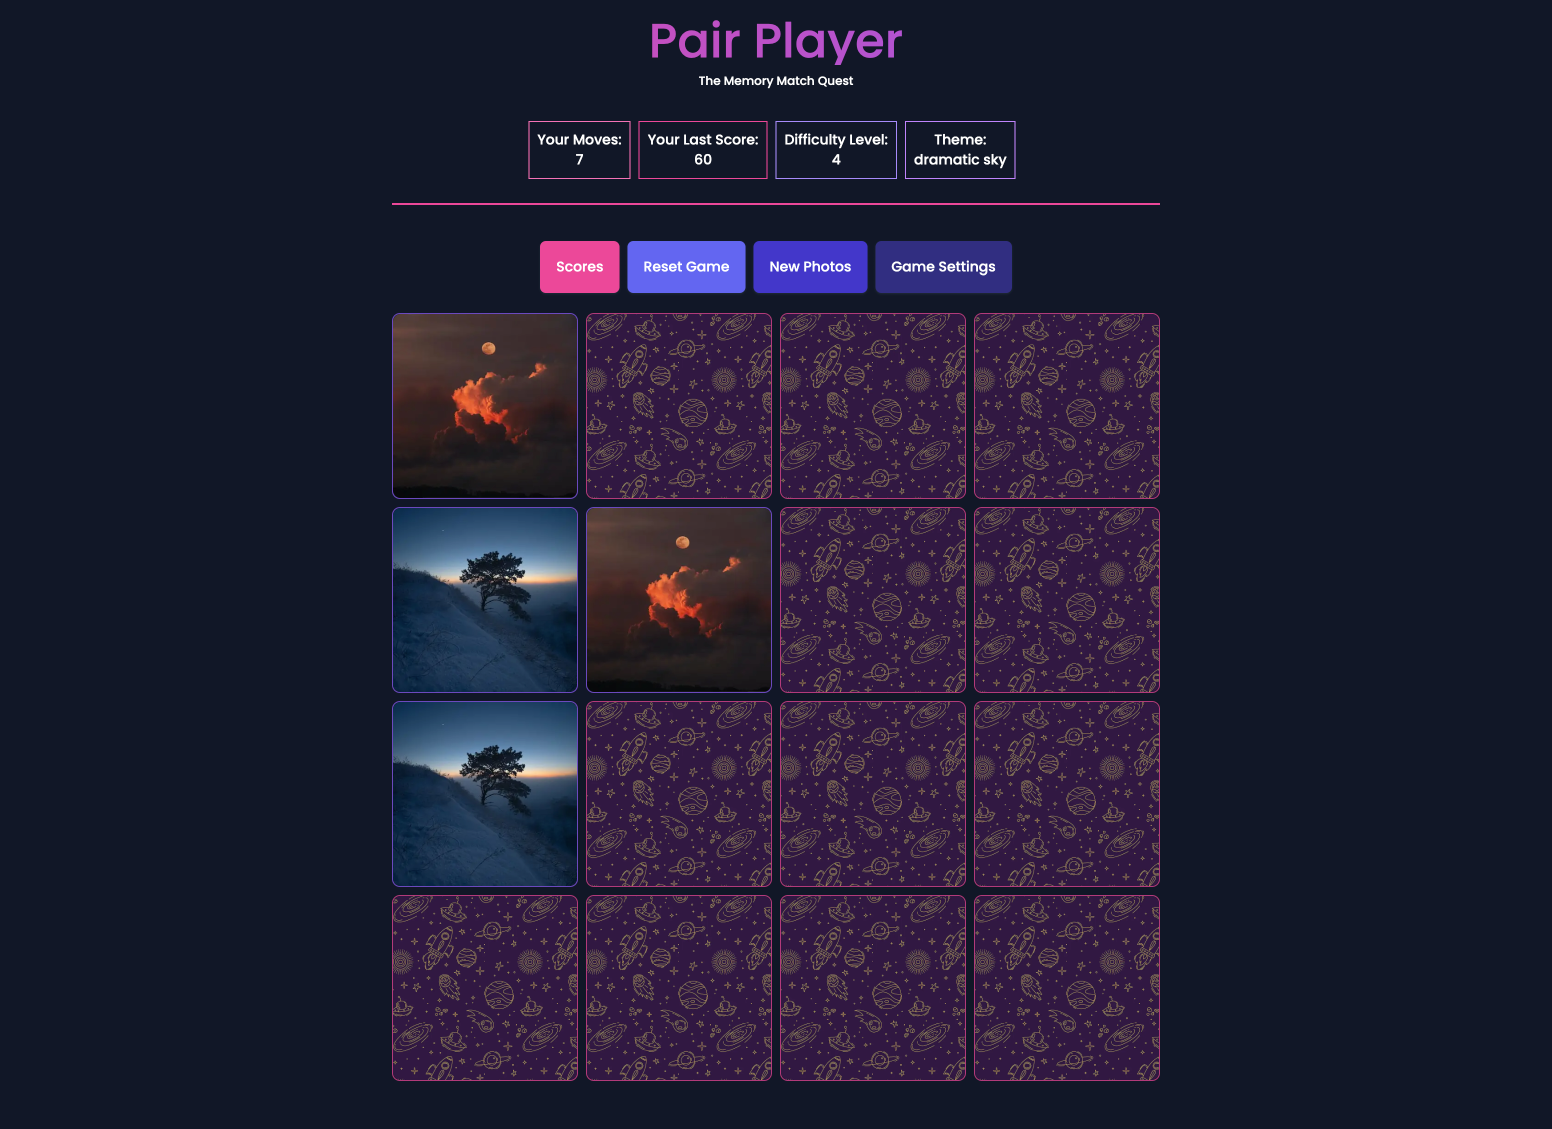 Pair Player
The Memory Match Quest
Your Moves:
7
Your Last Score:
60
Difficulty Level:
4
Theme:
dramatic sky
Scores
Reset Game
New Photos
Game Settings